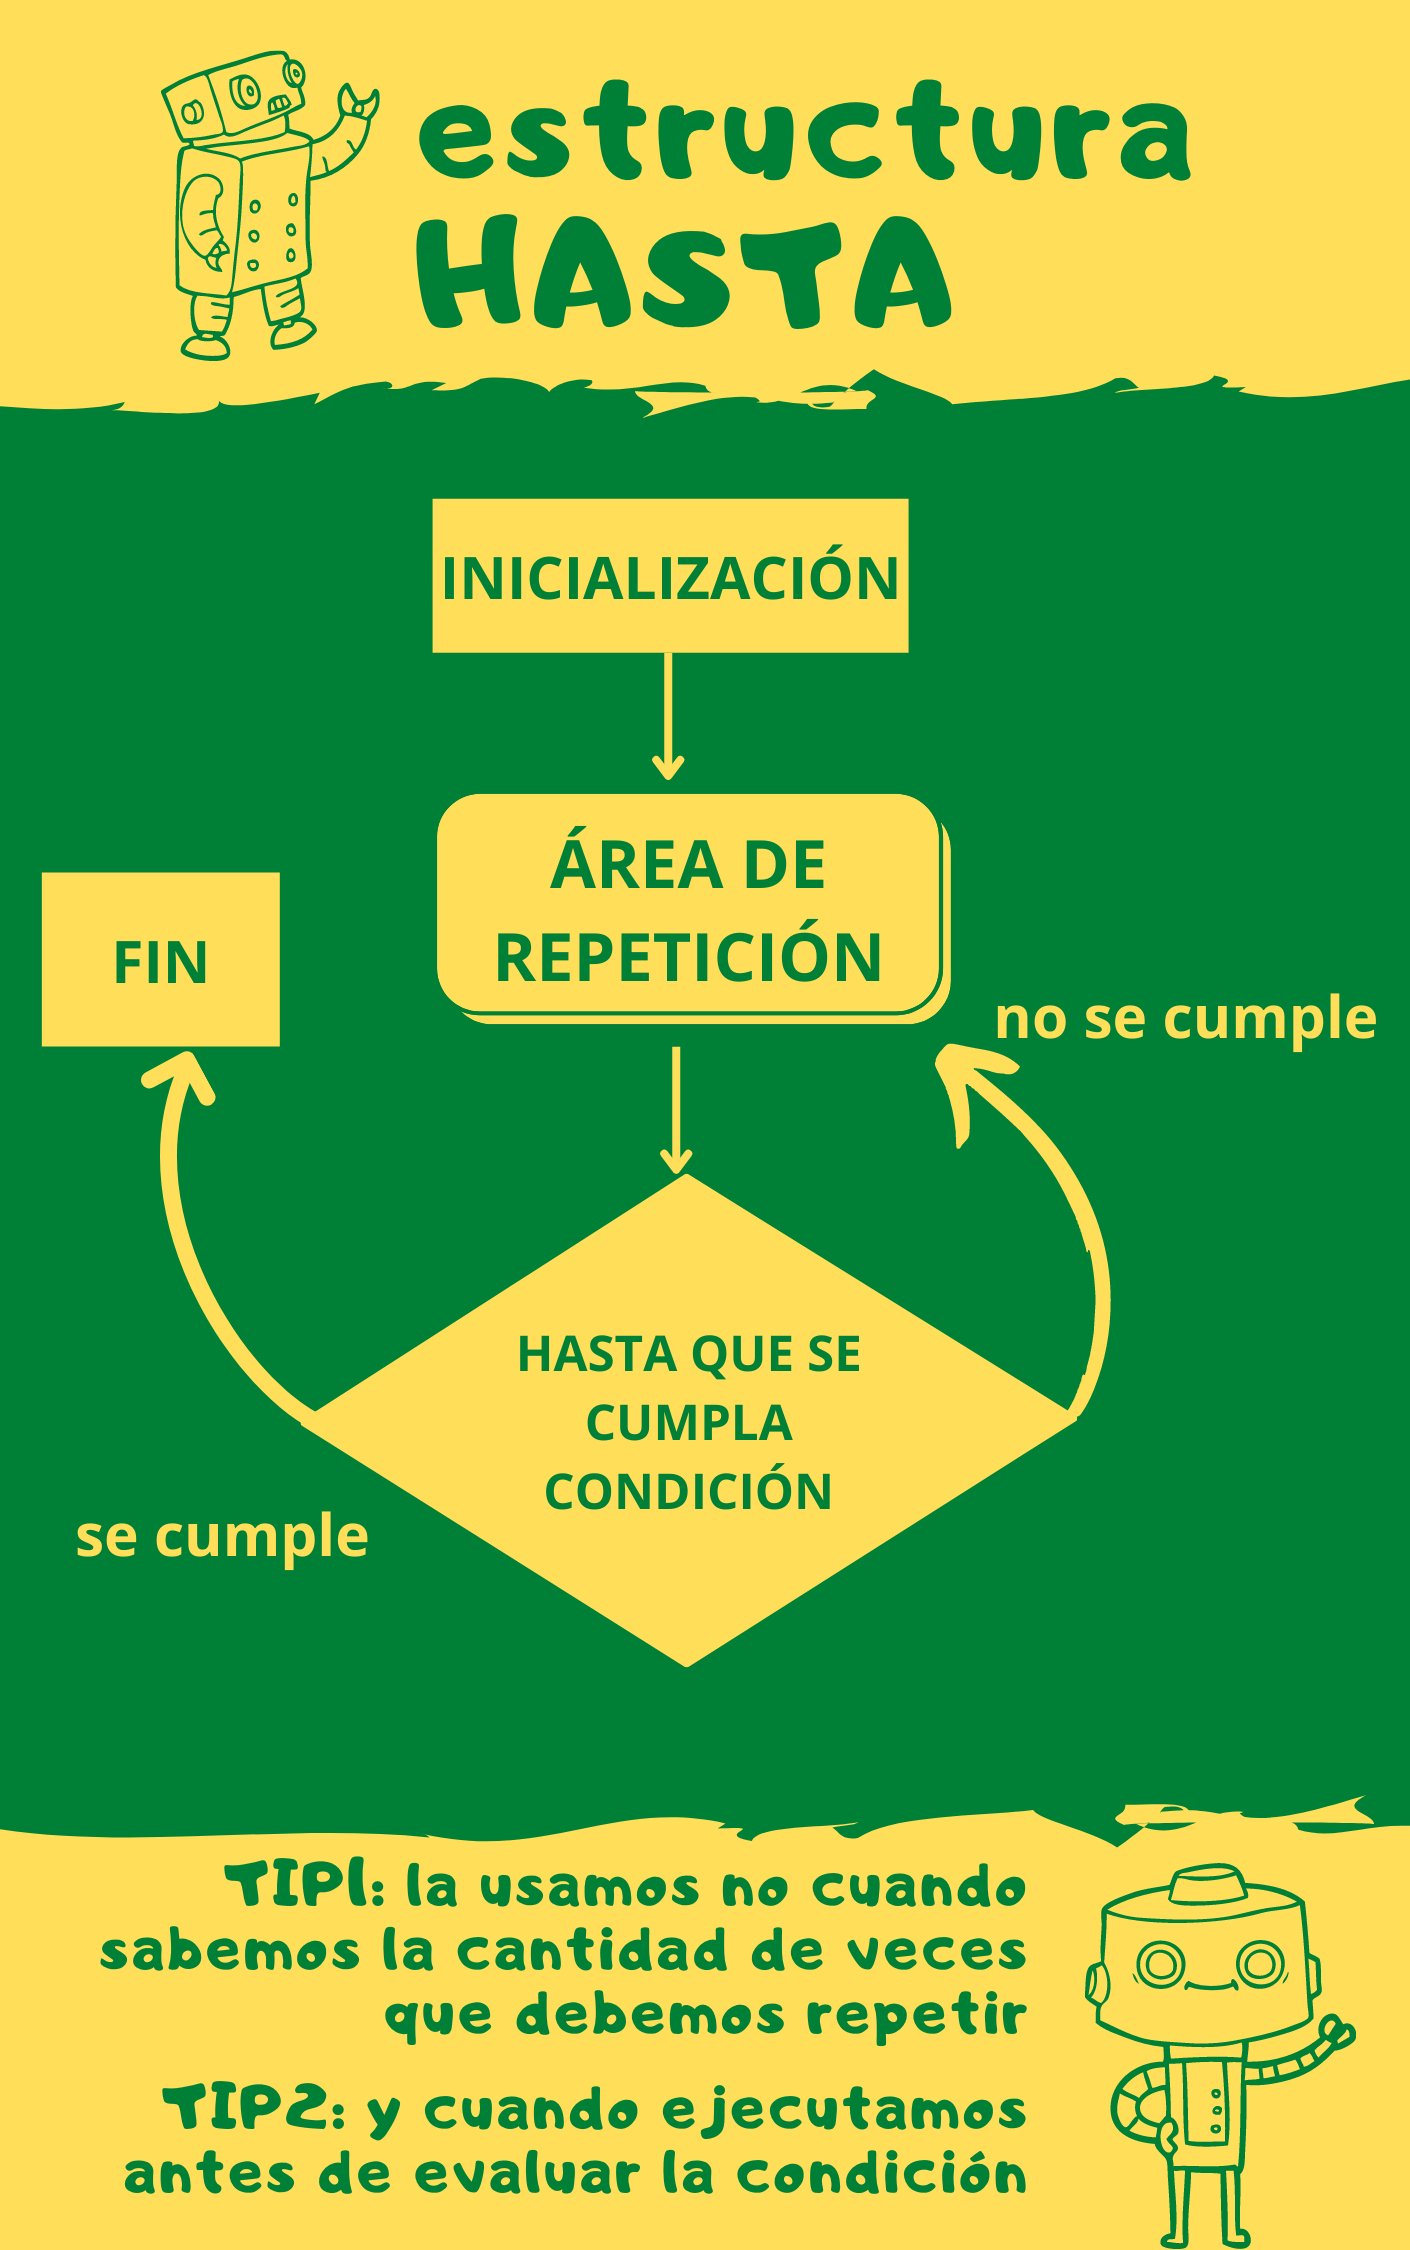 estructura
HASTA
INICIALIZACIÓN
ÁREA DE
REPETICIÓN
FIN
no se cumple
HASTA QUE SE
CUMPLA
CONDICIÓN
se cumple
TIP1: la usamos no cuando
sabemos la cantidad de veces
que debemos repetir
TIP2: y cuando ejecutamos
antes de evaluar la condición